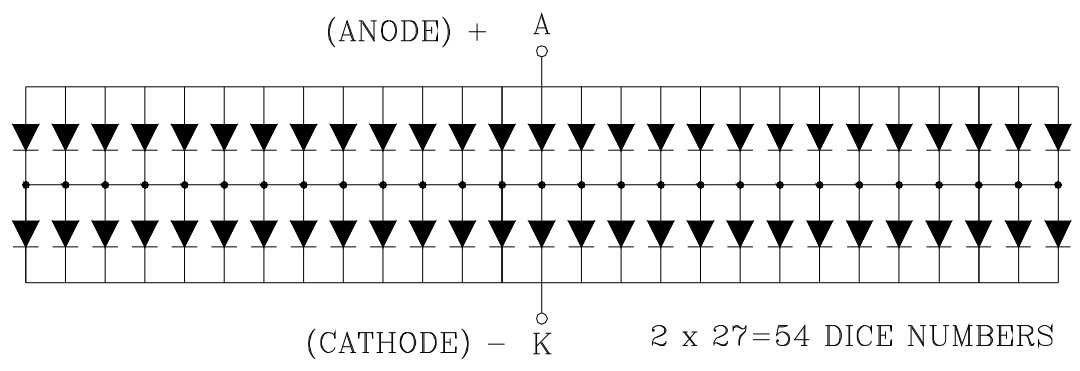 (ANODE) + A
(CATHODE) - K
2 x 27=54 DICE NUMBERS